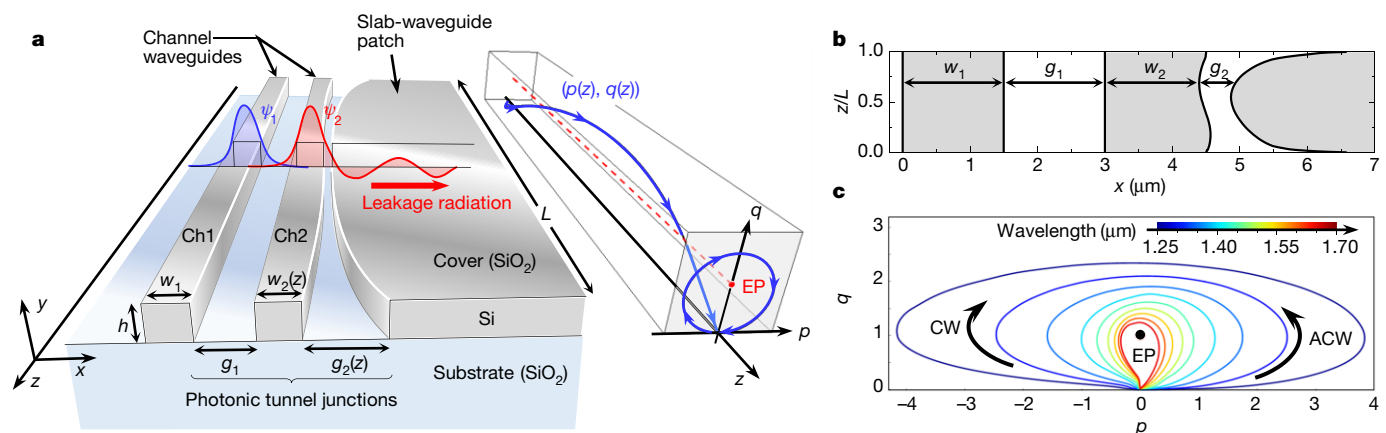 a
Channel
waveguides
Slab-waveguide
patch
ψ1
ψ2
Leakage radiation
L
Ch1
Ch2
Cover (SiO2)
w1
w2(z)
h
Si
y
x
z
g1
g2(z)
Substrate (SiO2)
Photonic tunnel junctions
(p(z), q(z))
q
EP
p
z
b
1.0
0.5
0
z/L
w1
g1
w2
g2
0 1 2 3 4 5 6 7
x (μm)
c
3
2
1
0
q
Wavelength (μm)
1.25 1.40 1.55 1.70
CW
EP
ACW
−4 −3 −2 −1 0 1 2 3 4
p